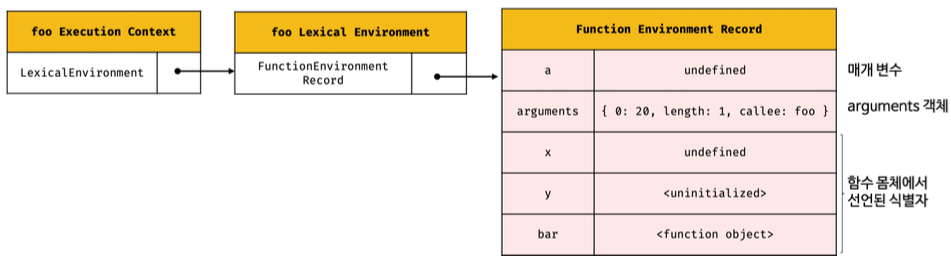 foo Execution Context
LexicalEnvironment
foo Lexical Environment
FunctionEnvironment
Record
Function Environment Record
a undefined 매개 변수
arguments { 0: 20, length: 1, callee: foo } arguments 객체
x undefined
y <uninitialized>
함수 몸체에서
선언된 식별자
bar <function object>